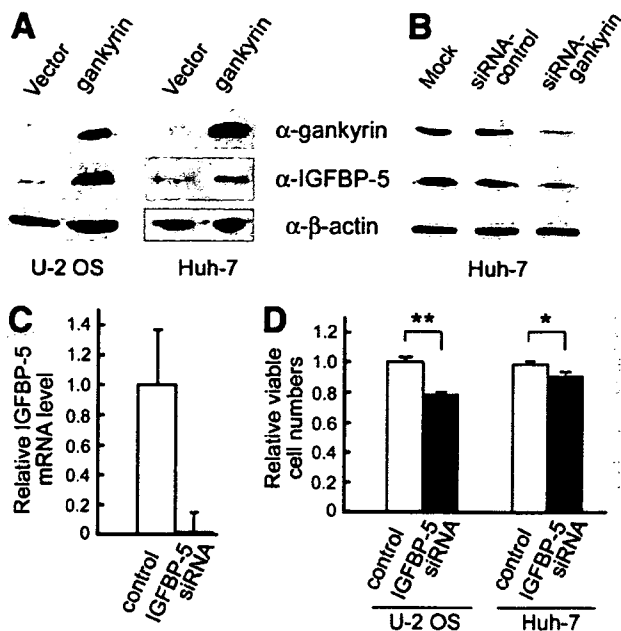 A
Vector
gankyrin
Vector
gankyrin
α-gankyrin
α-IGFBP-5
α-β-actin
U-2 OS
Huh-7
B
Mock
siRNA-
control
siRNA-
gankyrin
Huh-7
C
Relative IGFBP-5
mRNA level
1.4
1.2
1.0
0.8
0.6
0.4
0.2
0
control
IGFBP-5
siRNA
D
Relative viable
cell numbers
1.2
1.0
0.8
0.6
0.4
0.2
0
**
*
control
IGFBP-5
siRNA
control
IGFBP-5
siRNA
U-2 OS
Huh-7